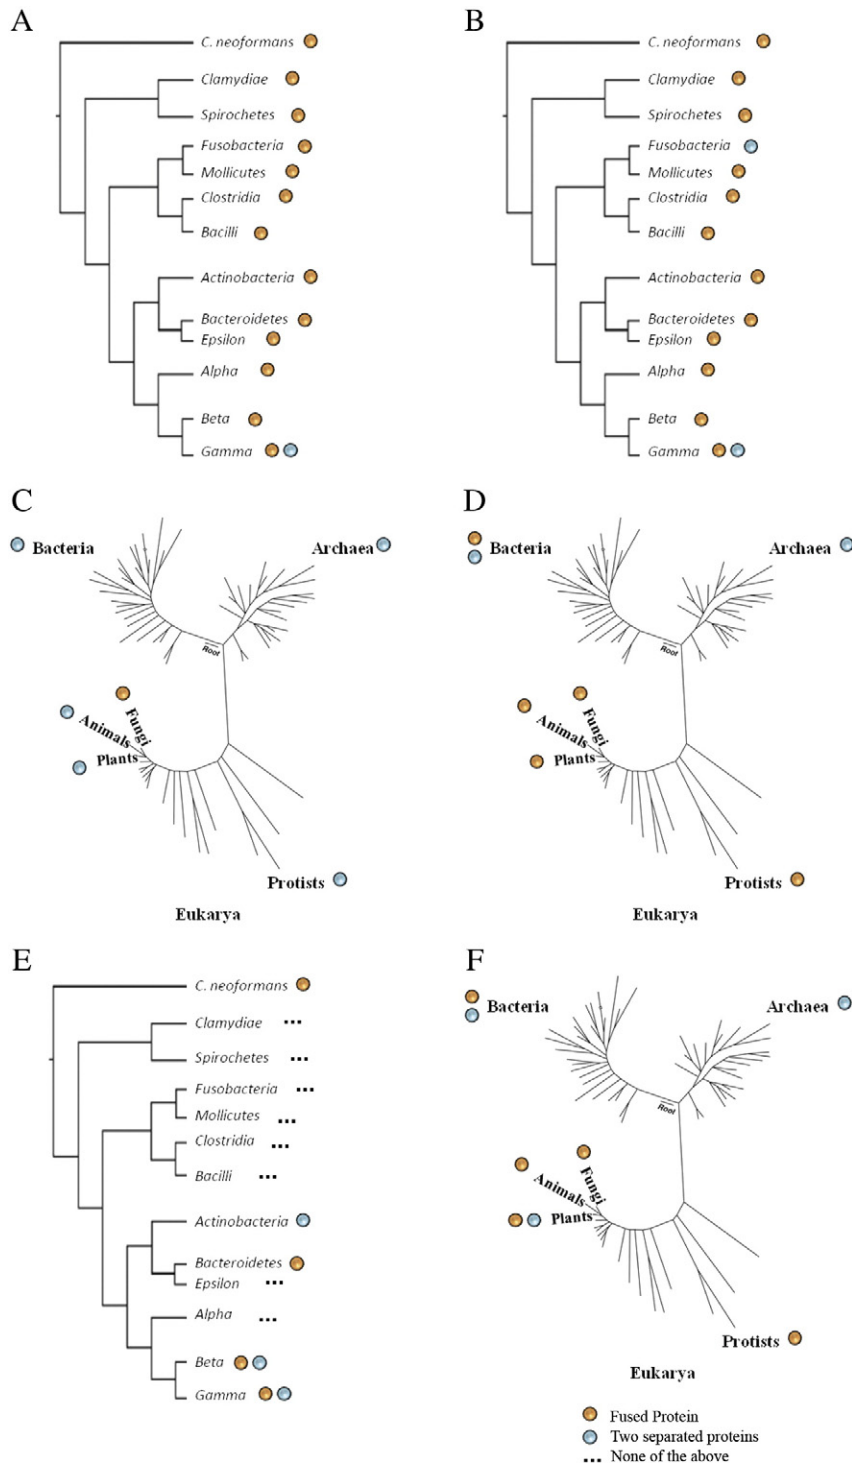 A
C. neoformans
Clamydiae
Spirochetes
Fusobacteria
Mollicutes
Clostridia
Bacilli
Actinobacteria
Bacteroidetes
Epsilon
Alpha
Beta
Gamma
B
C. neoformans
Clamydiae
Spirochetes
Fusobacteria
Mollicutes
Clostridia
Bacilli
Actinobacteria
Bacteroidetes
Epsilon
Alpha
Beta
Gamma
C
Bacteria
Archaea
Root
Fungi
Animals
Plants
Protists
Eukarya
D
Bacteria
Archaea
Root
Fungi
Animals
Plants
Protists
Eukarya
E
C. neoformans
Clamydiae ...
Spirochetes ...
Fusobacteria ...
Mollicutes ...
Clostridia ...
Bacilli ...
Actinobacteria
Bacteroidetes
Epsilon ...
Alpha ...
Beta
Gamma
F
Bacteria
Archaea
Root
Fungi
Animals
Plants
Protists
Eukarya
Fused Protein
Two separated proteins
... None of the above